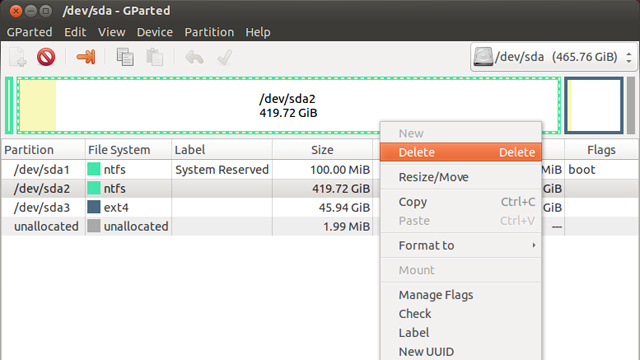 /dev/sda - GParted
GParted Edit View Device Partition Help
/dev/sda (465.76 GiB)
/dev/sda2
419.72 GiB
New
Delete Delete
Resize/Move
Copy Ctrl+C
Paste Ctrl+V
Format to
Mount
Manage Flags
Check
Label
New UUID
Partition File System Label Size Flags
/dev/sda1 ntfs System Reserved 100.00 MiB boot
/dev/sda2 ntfs 419.72 GiB GiB
/dev/sda3 ext4 45.94 GiB GiB
unallocated unallocated 1.99 MiB ---